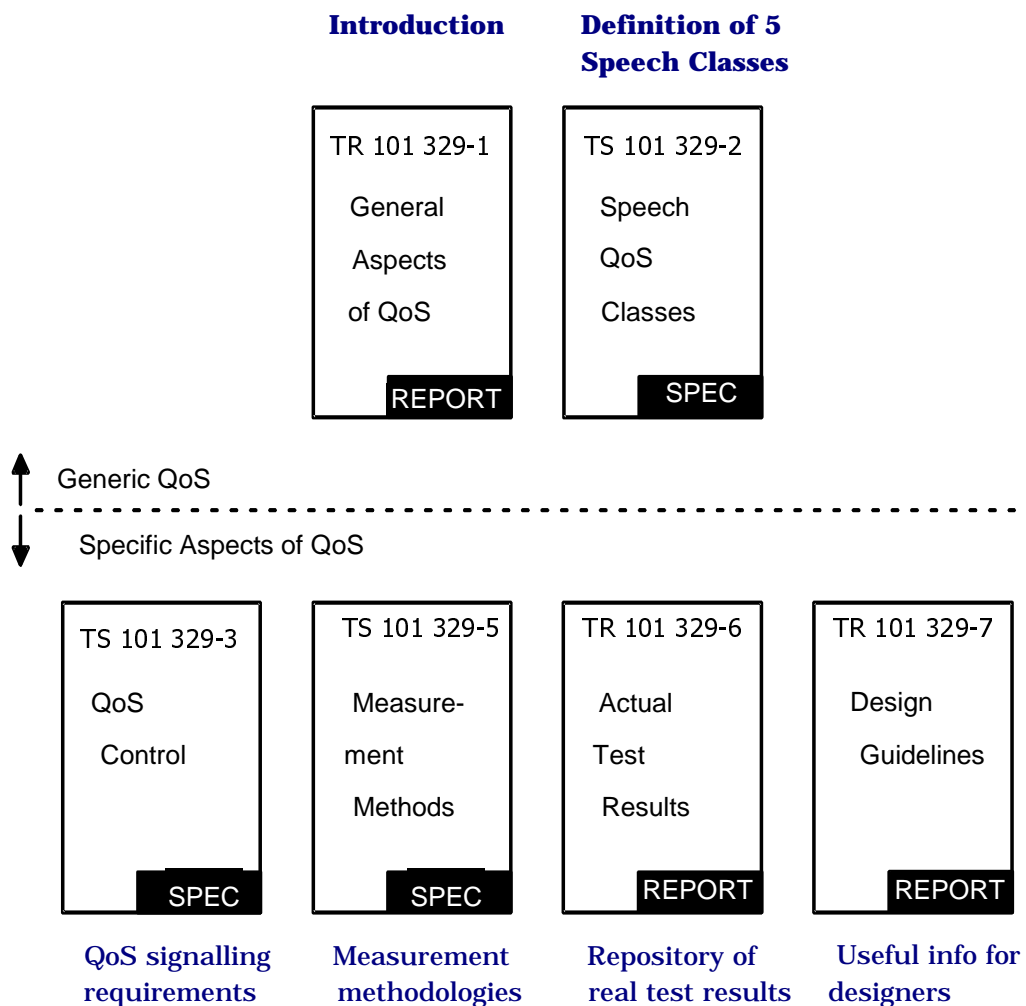 Introduction
Definition of 5
Speech Classes
TR 101 329-1
General
Aspects
of QoS
REPORT
TS 101 329-2
Speech
QoS
Classes
SPEC
Generic QoS
Specific Aspects of QoS
TS 101 329-3
QoS
Control
SPEC
TS 101 329-5
Measure-
ment
Methods
SPEC
TR 101 329-6
Actual
Test
Results
REPORT
TR 101 329-7
Design
Guidelines
REPORT
QoS signalling
requirements
Measurement
methodologies
Repository of
real test results
Useful info for
designers